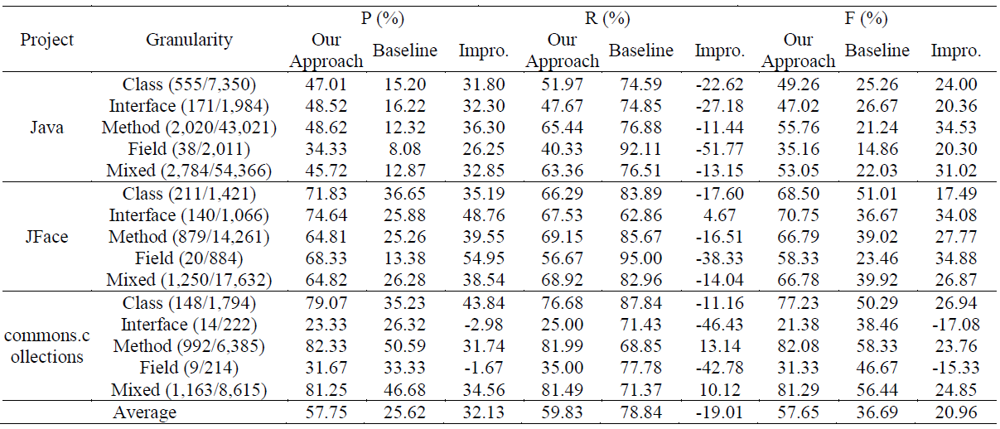 P (%) R (%) F (%)
Project Granularity Our Approach Baseline Impro. Our Approach Baseline Impro. Our Approach Baseline Impro.
Java
Class (555/7,350) 47.01 15.20 31.80 51.97 74.59 -22.62 49.26 25.26 24.00
Interface (171/1,984) 48.52 16.22 32.30 47.67 74.85 -27.18 47.02 26.67 20.36
Method (2,020/43,021) 48.62 12.32 36.30 65.44 76.88 -11.44 55.76 21.24 34.53
Field (38/2,011) 34.33 8.08 26.25 40.33 92.11 -51.77 35.16 14.86 20.30
Mixed (2,784/54,366) 45.72 12.87 32.85 63.36 76.51 -13.15 53.05 22.03 31.02
JFace
Class (211/1,421) 71.83 36.65 35.19 66.29 83.89 -17.60 68.50 51.01 17.49
Interface (140/1,066) 74.64 25.88 48.76 67.53 62.86 4.67 70.75 36.67 34.08
Method (879/14,261) 64.81 25.26 39.55 69.15 85.67 -16.51 66.79 39.02 27.77
Field (20/884) 68.33 13.38 54.95 56.67 95.00 -38.33 58.33 23.46 34.88
Mixed (1,250/17,632) 64.82 26.28 38.54 68.92 82.96 -14.04 66.78 39.92 26.87
commons.c
ollections
Class (148/1,794) 79.07 35.23 43.84 76.68 87.84 -11.16 77.23 50.29 26.94
Interface (14/222) 23.33 26.32 -2.98 25.00 71.43 -46.43 21.38 38.46 -17.08
Method (992/6,385) 82.33 50.59 31.74 81.99 68.85 13.14 82.08 58.33 23.76
Field (9/214) 31.67 33.33 -1.67 35.00 77.78 -42.78 31.33 46.67 -15.33
Mixed (1,163/8,615) 81.25 46.68 34.56 81.49 71.37 10.12 81.29 56.44 24.85
Average 57.75 25.62 32.13 59.83 78.84 -19.01 57.65 36.69 20.96